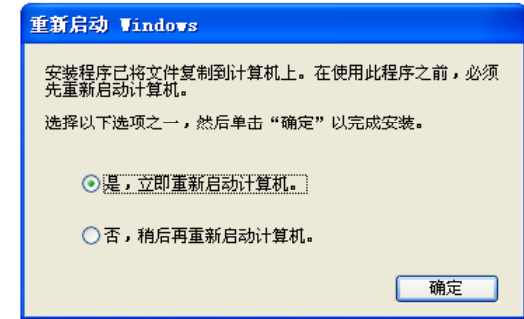 重新启动 Windows
安装程序已将文件复制到计算机上。在使用此程序之前，必须
先重新启动计算机。
选择以下选项之一，然后单击“确定”以完成安装。
是，立即重新启动计算机。
否，稍后再重新启动计算机。
确定